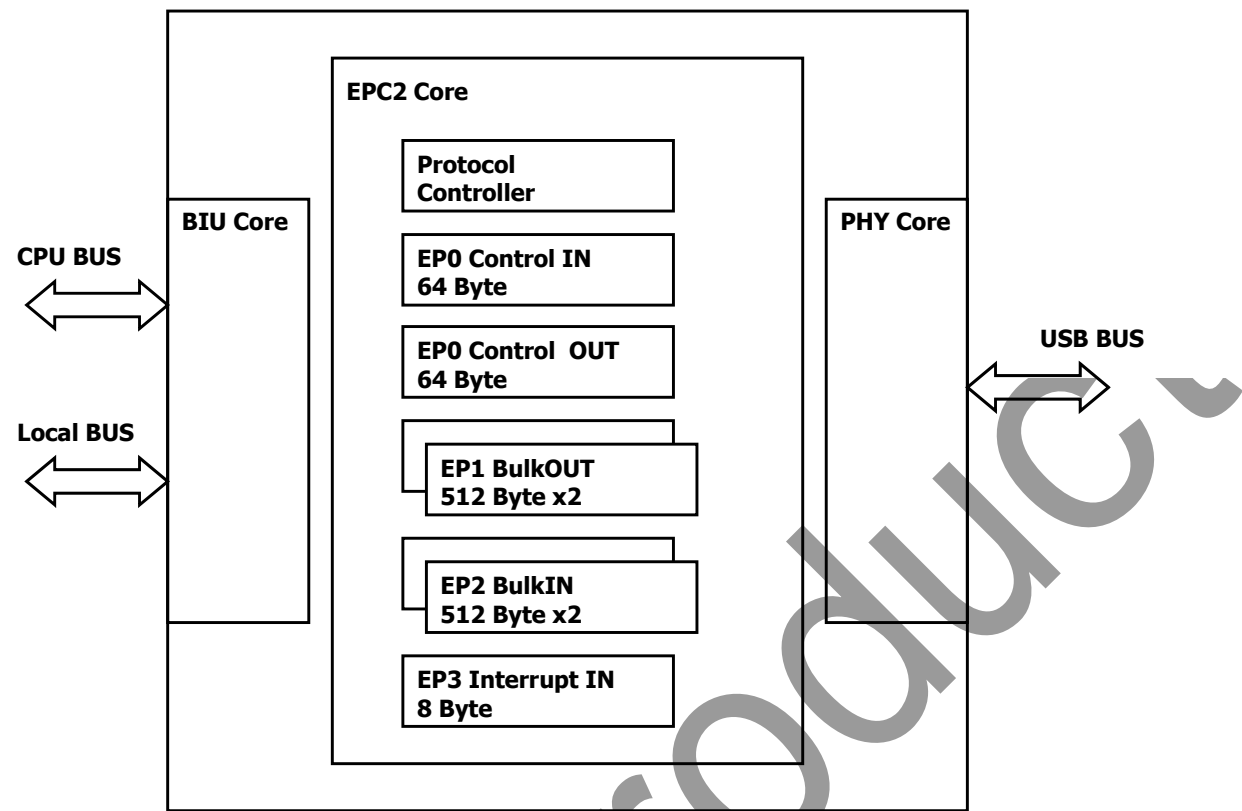 EPC2 Core
Protocol
Controller
BIU Core
PHY Core
CPU BUS
EP0 Control IN
64 Byte
EP0 Control  OUT
64 Byte
USB BUS
Local BUS
EP1 BulkOUT
512 Byte x2
EP2 BulkIN
512 Byte x2
EP3 Interrupt IN
8 Byte